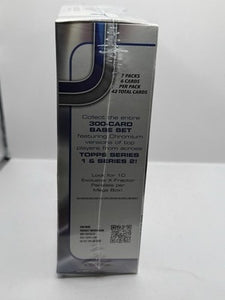 7 PACKS
6 CARDS
PER PACK
42 TOTAL CARDS
Collect the entire
300-CARD
BASE SET
featuring Chromium
versions of top
players from across
TOPPS SERIES
1 & SERIES 2!
Look for 10
Exclusive X-Fractor
Parallels per
Mega Box!